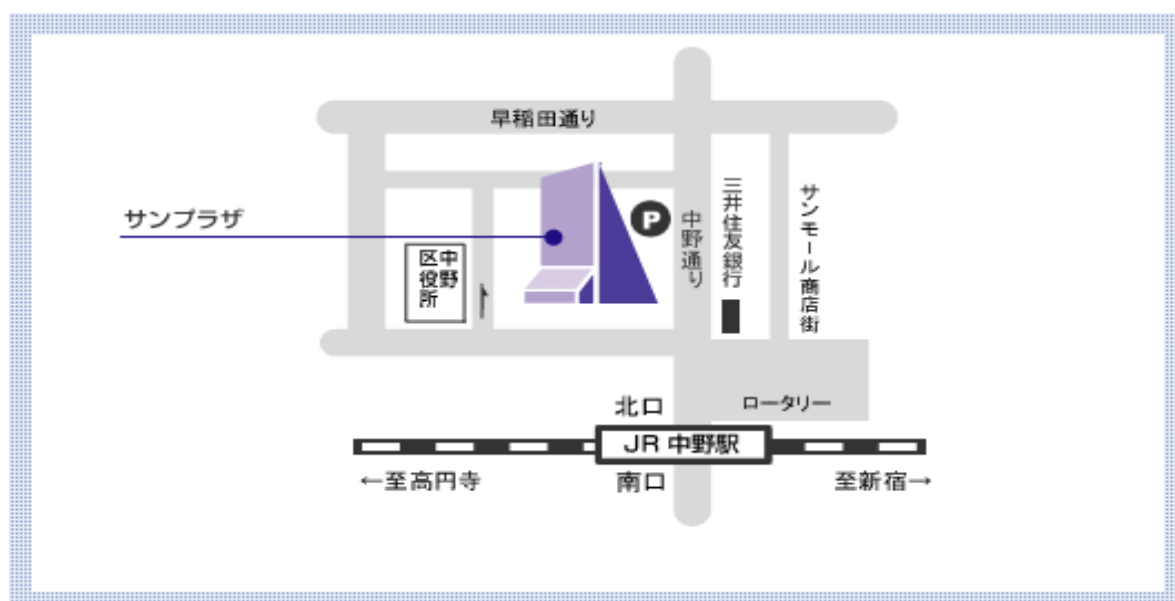 早稲田通り
サンプラザ
中野
区役所
P
中野通り
三井住友銀行
サンモール商店街
北口
ロータリー
JR 中野駅
←至高円寺
南口
至新宿→